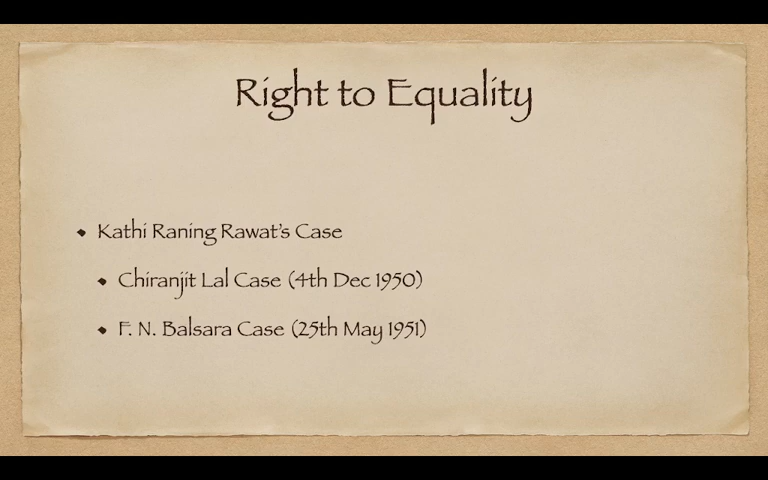 Right to Equality
Kathi Raning Rawat's Case
Chiranjit Lal Case (4th Dec 1950)
F. N. Balsara Case (25th May 1951)